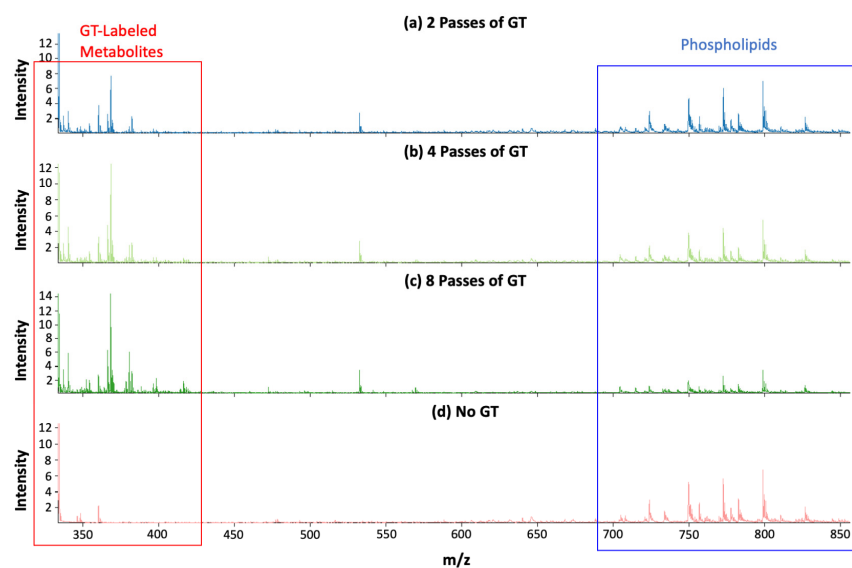 (a) 2 Passes of GT
GT-Labeled
Metabolites
Phospholipids
Intensity
12
10
8
6
4
2
(b) 4 Passes of GT
Intensity
12
10
8
6
4
2
(c) 8 Passes of GT
Intensity
14
12
10
8
6
4
2
(d) No GT
Intensity
12
10
8
6
4
2
350 400 450 500 550 600 650 700 750 800 850
m/z